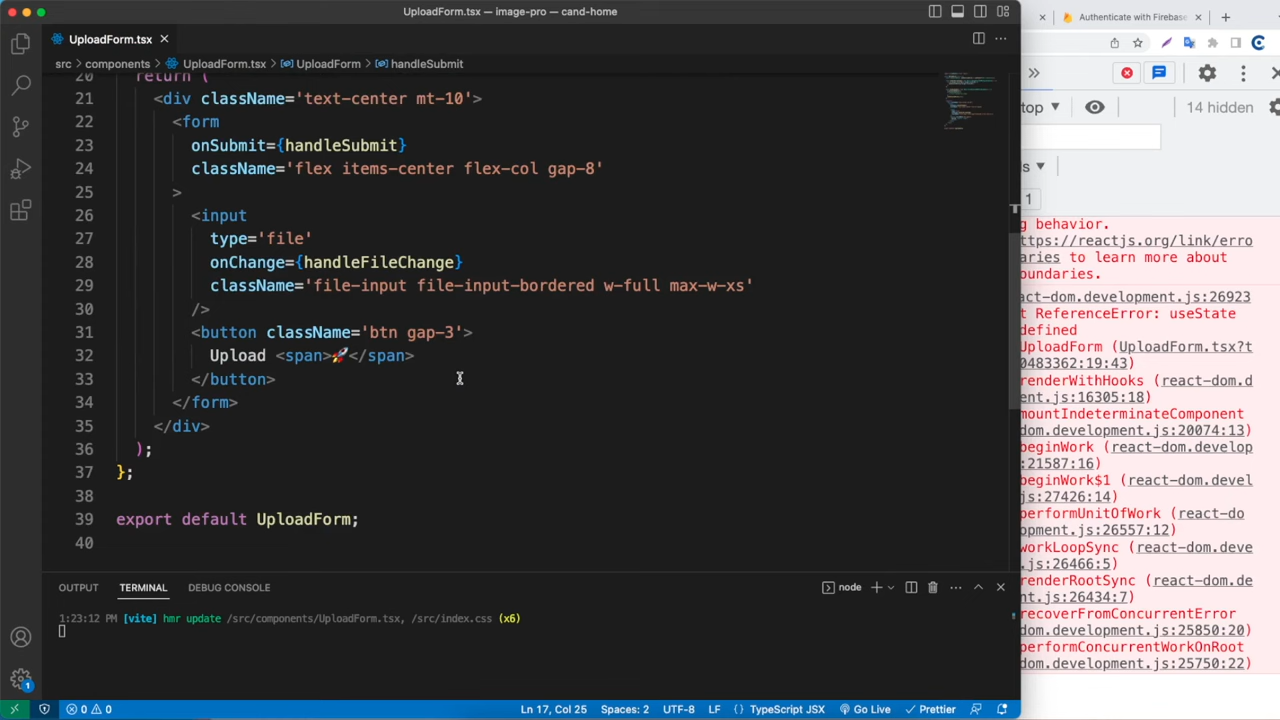 UploadForm.tsx — image-pro — cand-home
Authenticate with Firebase
UploadForm.tsx
src > components > UploadForm.tsx > UploadForm > handleSubmit
20 return (
21 <div className='text-center mt-10'>
22 <form
23 onSubmit={handleSubmit}
24 className='flex items-center flex-col gap-8'
25 >
26 <input
27 type='file'
28 onChange={handleFileChange}
29 className='file-input file-input-bordered w-full max-w-xs'
30 />
31 <button className='btn gap-3'>
32 Upload <span>🚀</span>
33 </button>
34 </form>
35 </div>
36 );
37 };
38
39 export default UploadForm;
40
OUTPUT TERMINAL DEBUG CONSOLE
node
1:23:12 PM [vite] hmr update /src/components/UploadForm.tsx, /src/index.css (x6)
1
0 0
Ln 17, Col 25 Spaces: 2 UTF-8 LF {} TypeScript JSX Go Live Prettier
top 14 hidden
s
1
g behavior.
ttps://reactjs.org/link/erro
aries to learn more about
oundaries.
act-dom.development.js:26923
t ReferenceError: useState
defined
UploadForm (UploadForm.tsx?t
0483362:19:43)
renderWithHooks (react-dom.d
ent.js:16305:18)
mountIndeterminateComponent
dom.development.js:20074:13)
beginWork (react-dom.develop
:21587:16)
beginWork$1 (react-dom.devel
js:27426:14)
performUnitOfWork (react-do
opment.js:26557:12)
workLoopSync (react-dom.deve
.js:26466:5)
renderRootSync (react-dom.de
ent.js:26434:7)
recoverFromConcurrentError
dom.development.js:25850:20)
performConcurrentWorkOnRoot
dom.development.js:25750:22)